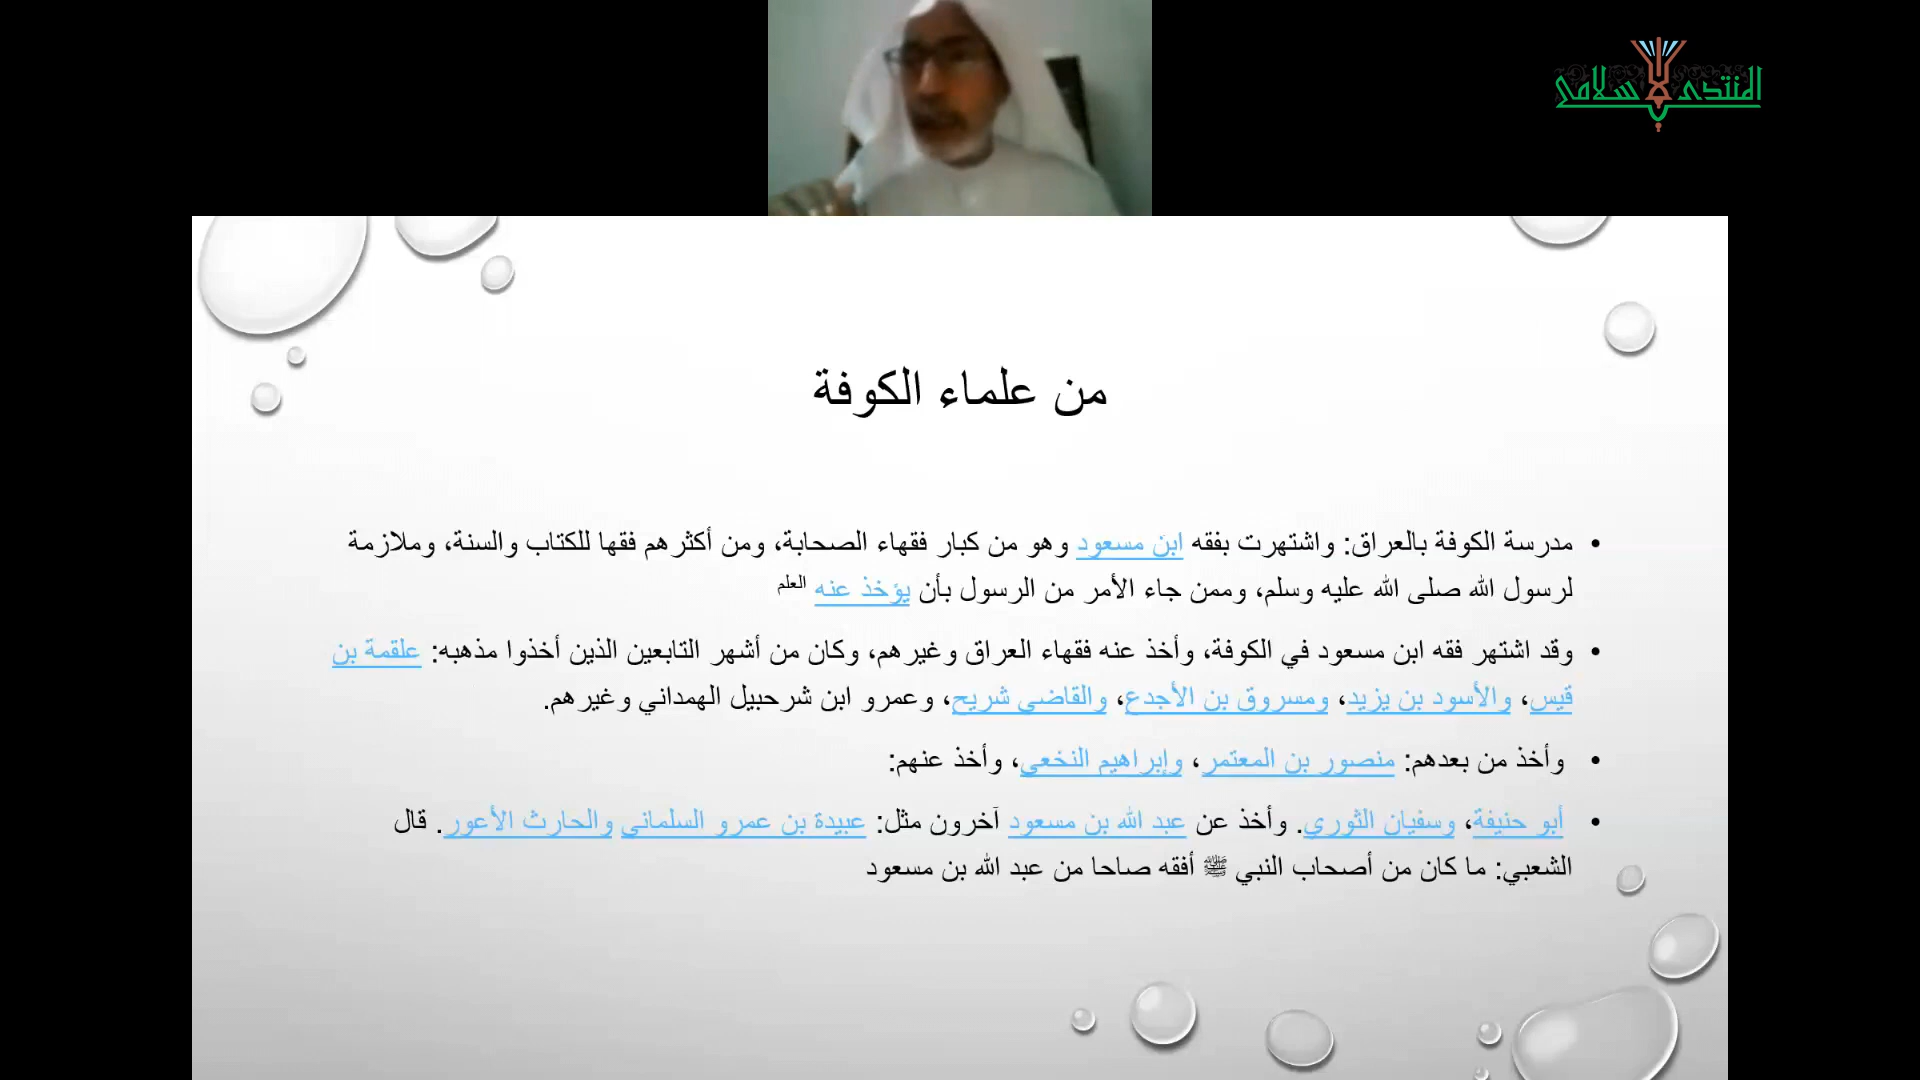 المنتدى الإسلامي
من علماء الكوفة
• مدرسة الكوفة بالعراق: واشتهرت بفقه ابن مسعود وهو من كبار فقهاء الصحابة، ومن أكثرهم فقها للكتاب والسنة، وملازمة
لرسول الله صلى الله عليه وسلم، وممن جاء الأمر من الرسول بأن يؤخذ عنه العلم
• وقد اشتهر فقه ابن مسعود في الكوفة، وأخذ عنه فقهاء العراق وغيرهم، وكان من أشهر التابعين الذين أخذوا مذهبه: علقمة بن
قيس، والأسود بن يزيد، ومسروق بن الأجدع، والقاضي شريح، وعمرو ابن شرحبيل الهمداني وغيرهم.
• وأخذ من بعدهم: منصور بن المعتمر، وإبراهيم النخعي، وأخذ عنهم:
• أبو حنيفة، وسفيان الثوري. وأخذ عن عبد الله بن مسعود آخرون مثل: عبيدة بن عمرو السلماني والحارث الأعور. قال
الشعبي: ما كان من أصحاب النبي ﷺ أفقه صاحا من عبد الله بن مسعود